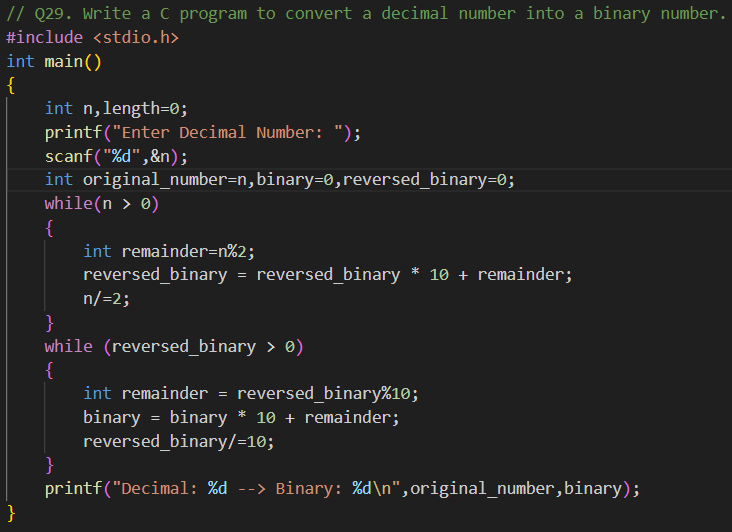 // Q29. Write a C program to convert a decimal number into a binary number.
#include <stdio.h>
int main()
{
    int n,length=0;
    printf("Enter Decimal Number: ");
    scanf("%d",&n);
    int original_number=n,binary=0,reversed_binary=0;
    while(n > 0)
    {
        int remainder=n%2;
        reversed_binary = reversed_binary * 10 + remainder;
        n/=2;
    }
    while (reversed_binary > 0)
    {
        int remainder = reversed_binary%10;
        binary = binary * 10 + remainder;
        reversed_binary/=10;
    }
    printf("Decimal: %d --> Binary: %d\n",original_number,binary);
}